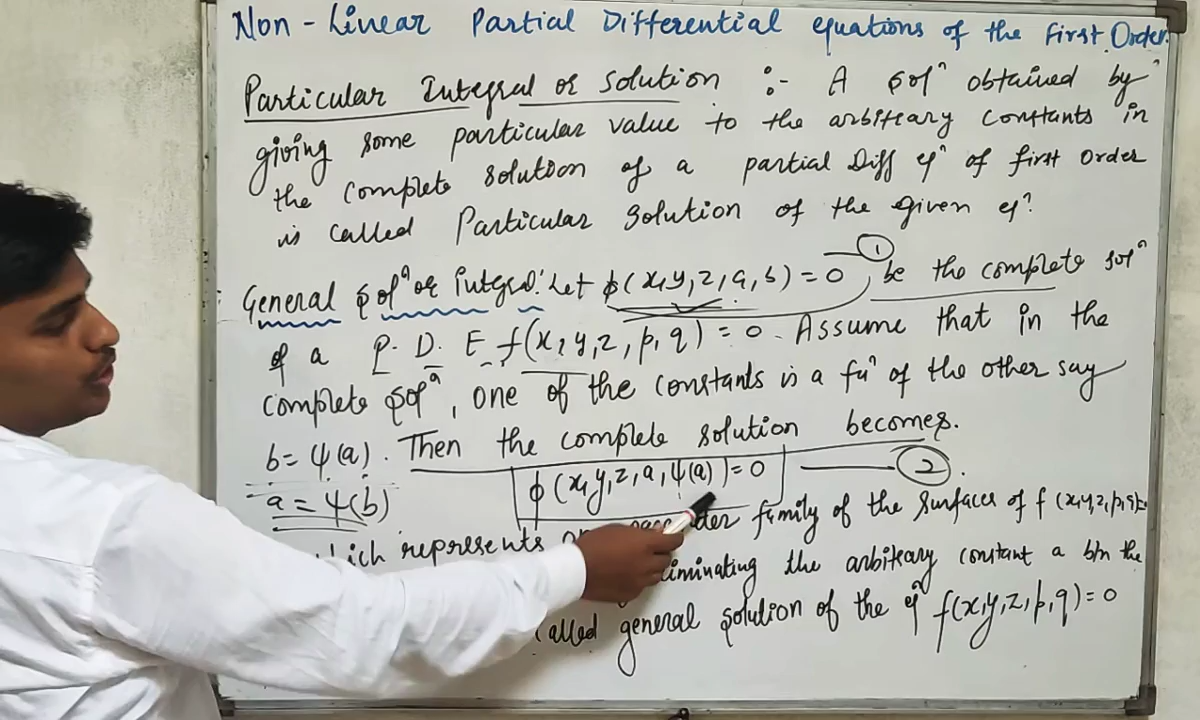 Non-Linear Partial Differential equations of the First Order.
Particular Integral or Solution :- A solⁿ obtained by
giving some particular value to the arbitrary constants in
the complete solution of a partial Diff eqⁿ of first order
is called Particular solution of the given eqⁿ.
General solⁿ or integral: Let ϕ(x,y,z,a,b) = 0 ① be the complete solⁿ
of a P. D. E f(x,y,z,p,q) = 0. Assume that in the
complete solⁿ, one of the constants is a fuⁿ of the other say
b = ψ(a). Then the complete solution becomes.
a = ψ(b) ϕ(x,y,z,a,ψ(a)) = 0 ②.
which represents family of the surfaces of f(x,y,z,p,q)=0
the arbitrary constant a b/n the
called general solution of the eqⁿ f(x,y,z,p,q) = 0